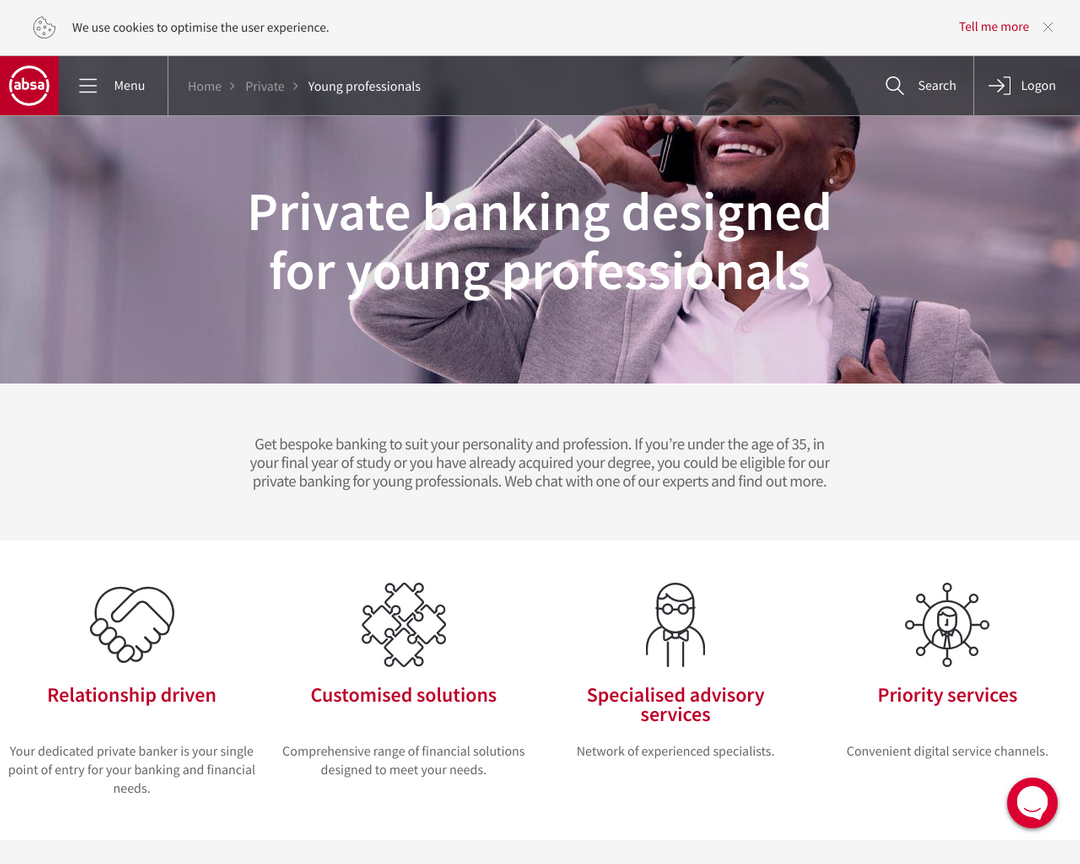 We use cookies to optimise the user experience.
Tell me more
absa
Menu
Home
Private
Young professionals
Search
Logon
Private banking designed
for young professionals
Get bespoke banking to suit your personality and profession. If you’re under the age of 35, in
your final year of study or you have already acquired your degree, you could be eligible for our
private banking for young professionals. Web chat with one of our experts and find out more.
Relationship driven
Your dedicated private banker is your single
point of entry for your banking and financial
needs.
Customised solutions
Comprehensive range of financial solutions
designed to meet your needs.
Specialised advisory
services
Network of experienced specialists.
Priority services
Convenient digital service channels.